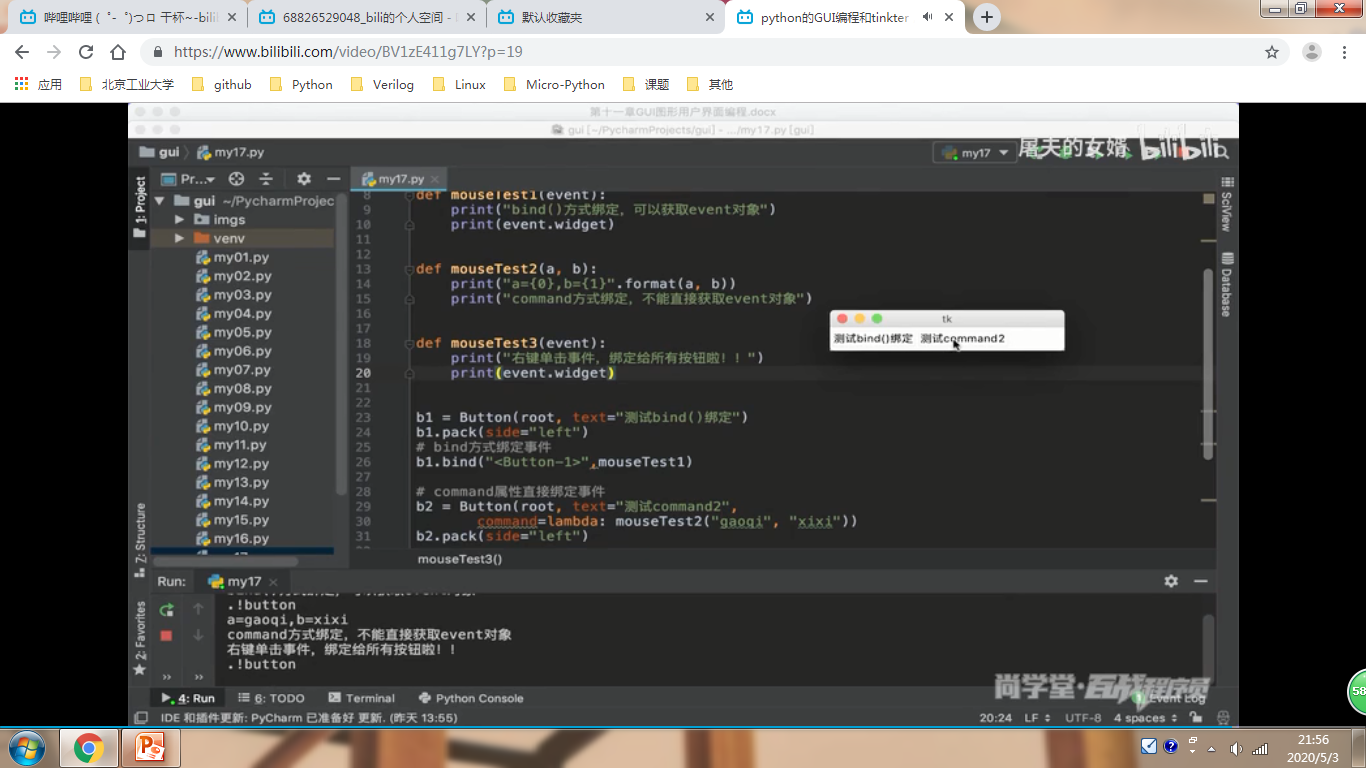 哔哩哔哩 ( ゜- ゜)つロ 干杯~-bili
68826529048_bili的个人空间 -
默认收藏夹
python的GUI编程和tinkter
https://www.bilibili.com/video/BV1zE411g7LY?p=19
应用 北京工业大学 github Python Verilog Linux Micro-Python 课题 其他
第十一章GUI图形用户界面编程.docx
gui [~/PycharmProjects/gui] - .../my17.py [gui]
gui my17.py
my17
屠夫的女婿 bilibili
1: Project
Pr...
my17.py
gui ~/PycharmProjec
imgs
venv
my01.py
my02.py
my03.py
my04.py
my05.py
my06.py
my07.py
my08.py
my09.py
my10.py
my11.py
my12.py
my13.py
my14.py
my15.py
my16.py
8 def mouseTest1(event):
9 print("bind()方式绑定，可以获取event对象")
10 print(event.widget)
11
12
13 def mouseTest2(a, b):
14 print("a={0},b={1}".format(a, b))
15 print("command方式绑定，不能直接获取event对象")
16
17
18 def mouseTest3(event):
19 print("右键单击事件，绑定给所有按钮啦！！")
20 print(event.widget)
21
22
23 b1 = Button(root, text="测试bind()绑定")
24 b1.pack(side="left")
25 # bind方式绑定事件
26 b1.bind("<Button-1>",mouseTest1)
27
28 # command属性直接绑定事件
29 b2 = Button(root, text="测试command2",
30 command=lambda: mouseTest2("gaoqi", "xixi"))
31 b2.pack(side="left")
mouseTest3()
tk
测试bind()绑定 测试command2
SciView
Database
Z: Structure
2: Favorites
Run: my17
.!button
a=gaoqi,b=xixi
command方式绑定，不能直接获取event对象
右键单击事件，绑定给所有按钮啦！！
.!button
尚学堂·百战程序员
4: Run 6: TODO Terminal Python Console 1 Event Log
IDE 和插件更新: PyCharm 已准备好 更新. (昨天 13:55) 20:24 LF UTF-8 4 spaces
58
21:56
2020/5/3